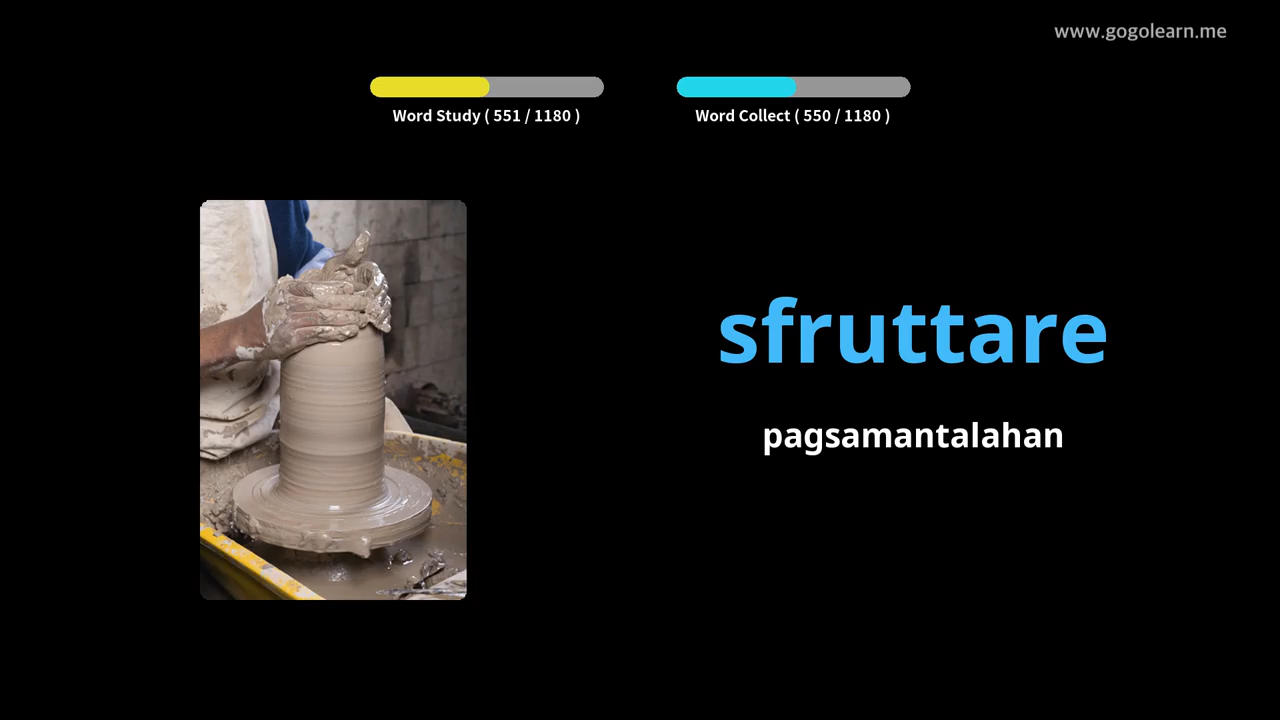 www.gogolearn.me
Word Study ( 551 / 1180 )
Word Collect ( 550 / 1180 )
sfruttare
pagsamantalahan